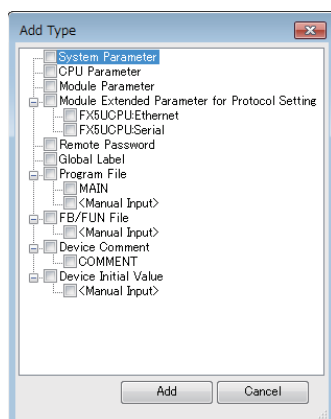 Add Type
System Parameter
CPU Parameter
Module Parameter
Module Extended Parameter for Protocol Setting
FX5UCPU:Ethernet
FX5UCPU:Serial
Remote Password
Global Label
Program File
MAIN
<Manual Input>
FB/FUN File
<Manual Input>
Device Comment
COMMENT
Device Initial Value
<Manual Input>
Add Cancel